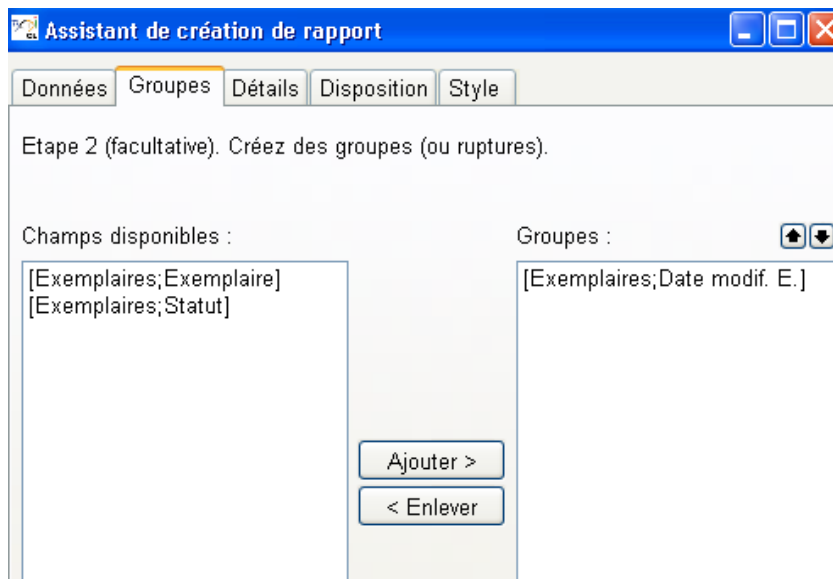 Assistant de création de rapport
Données Groupes Détails Disposition Style
Etape 2 (facultative). Créez des groupes (ou ruptures).
Champs disponibles :
[Exemplaires;Exemplaire]
[Exemplaires;Statut]
Ajouter >
< Enlever
Groupes :
[Exemplaires;Date modif. E.]